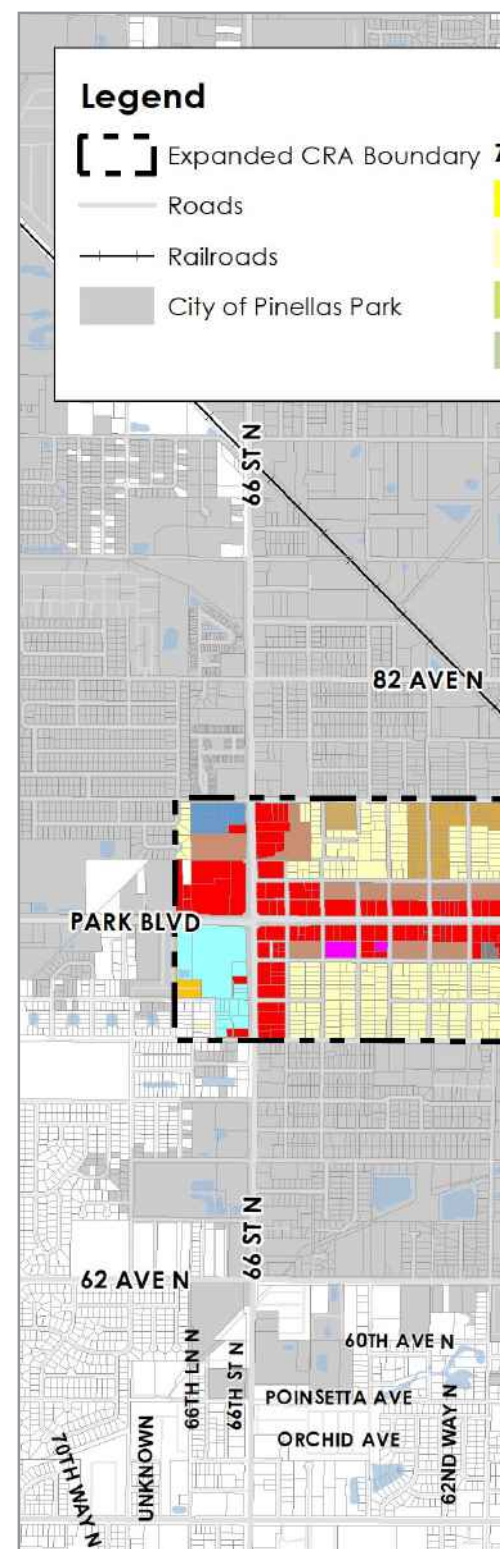 Legend
Expanded CRA Boundary 7
Roads
Railroads
City of Pinellas Park
66 ST N
82 AVE N
PARK BLVD
66 ST N
62 AVE N
60TH AVE N
66TH LN N
66TH ST N
POINSETTA AVE
ORCHID AVE
62ND WAY N
70TH WAY N
UNKNOWN